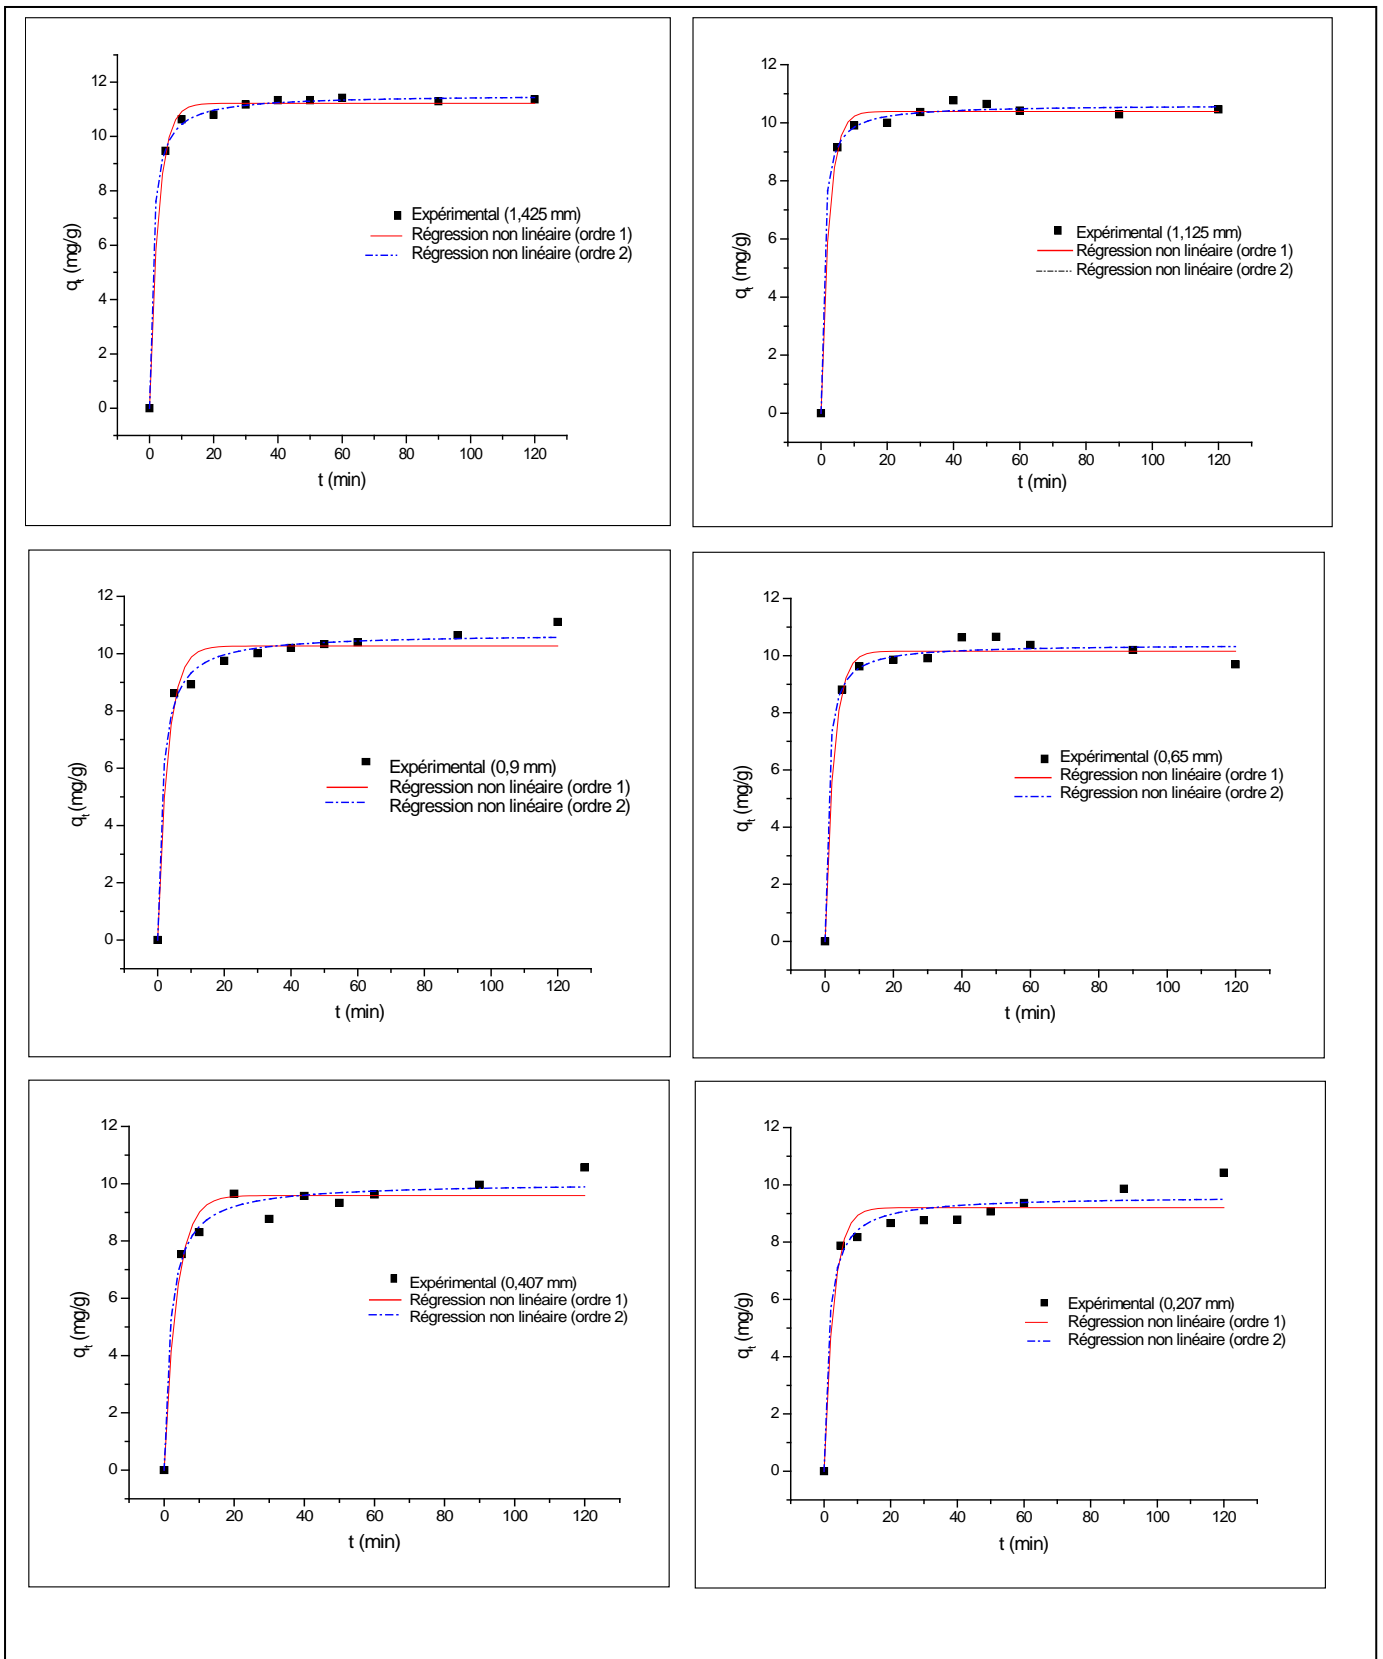 12
10
8
6
4
2
0
q_t (mg/g)
Expérimental (1,425 mm)
Régression non linéaire (ordre 1)
Régression non linéaire (ordre 2)
0 20 40 60 80 100 120
t (min)
12
10
8
6
4
2
0
q_t (mg/g)
Expérimental (1,125 mm)
Régression non linéaire (ordre 1)
Régression non linéaire (ordre 2)
0 20 40 60 80 100 120
t (min)
12
10
8
6
4
2
0
q_t (mg/g)
Expérimental (0,9 mm)
Régression non linéaire (ordre 1)
Régression non linéaire (ordre 2)
0 20 40 60 80 100 120
t (min)
12
10
8
6
4
2
0
q_t (mg/g)
Expérimental (0,65 mm)
Régression non linéaire (ordre 1)
Régression non linéaire (ordre 2)
0 20 40 60 80 100 120
t (min)
12
10
8
6
4
2
0
q_t (mg/g)
Expérimental (0,407 mm)
Régression non linéaire (ordre 1)
Régression non linéaire (ordre 2)
0 20 40 60 80 100 120
t (min)
12
10
8
6
4
2
0
q_t (mg/g)
Expérimental (0,207 mm)
Régression non linéaire (ordre 1)
Régression non linéaire (ordre 2)
0 20 40 60 80 100 120
t (min)